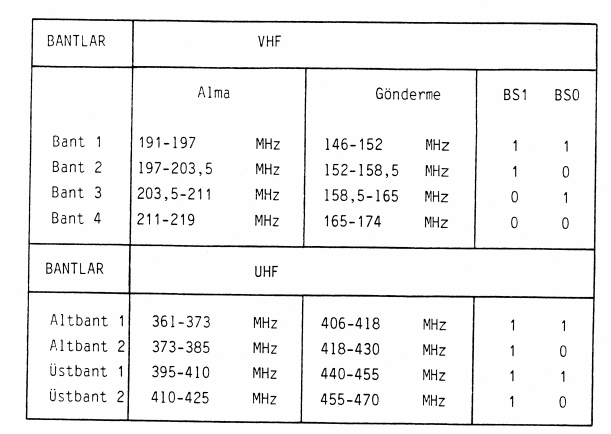 BANTLAR VHF
Alma Gönderme BS1 BS0
Bant 1 191-197 MHz 146-152 MHz 1 1
Bant 2 197-203,5 MHz 152-158,5 MHz 1 0
Bant 3 203,5-211 MHz 158,5-165 MHz 0 1
Bant 4 211-219 MHz 165-174 MHz 0 0
BANTLAR UHF
Altbant 1 361-373 MHz 406-418 MHz 1 1
Altbant 2 373-385 MHz 418-430 MHz 1 0
Üstbant 1 395-410 MHz 440-455 MHz 1 1
Üstbant 2 410-425 MHz 455-470 MHz 1 0